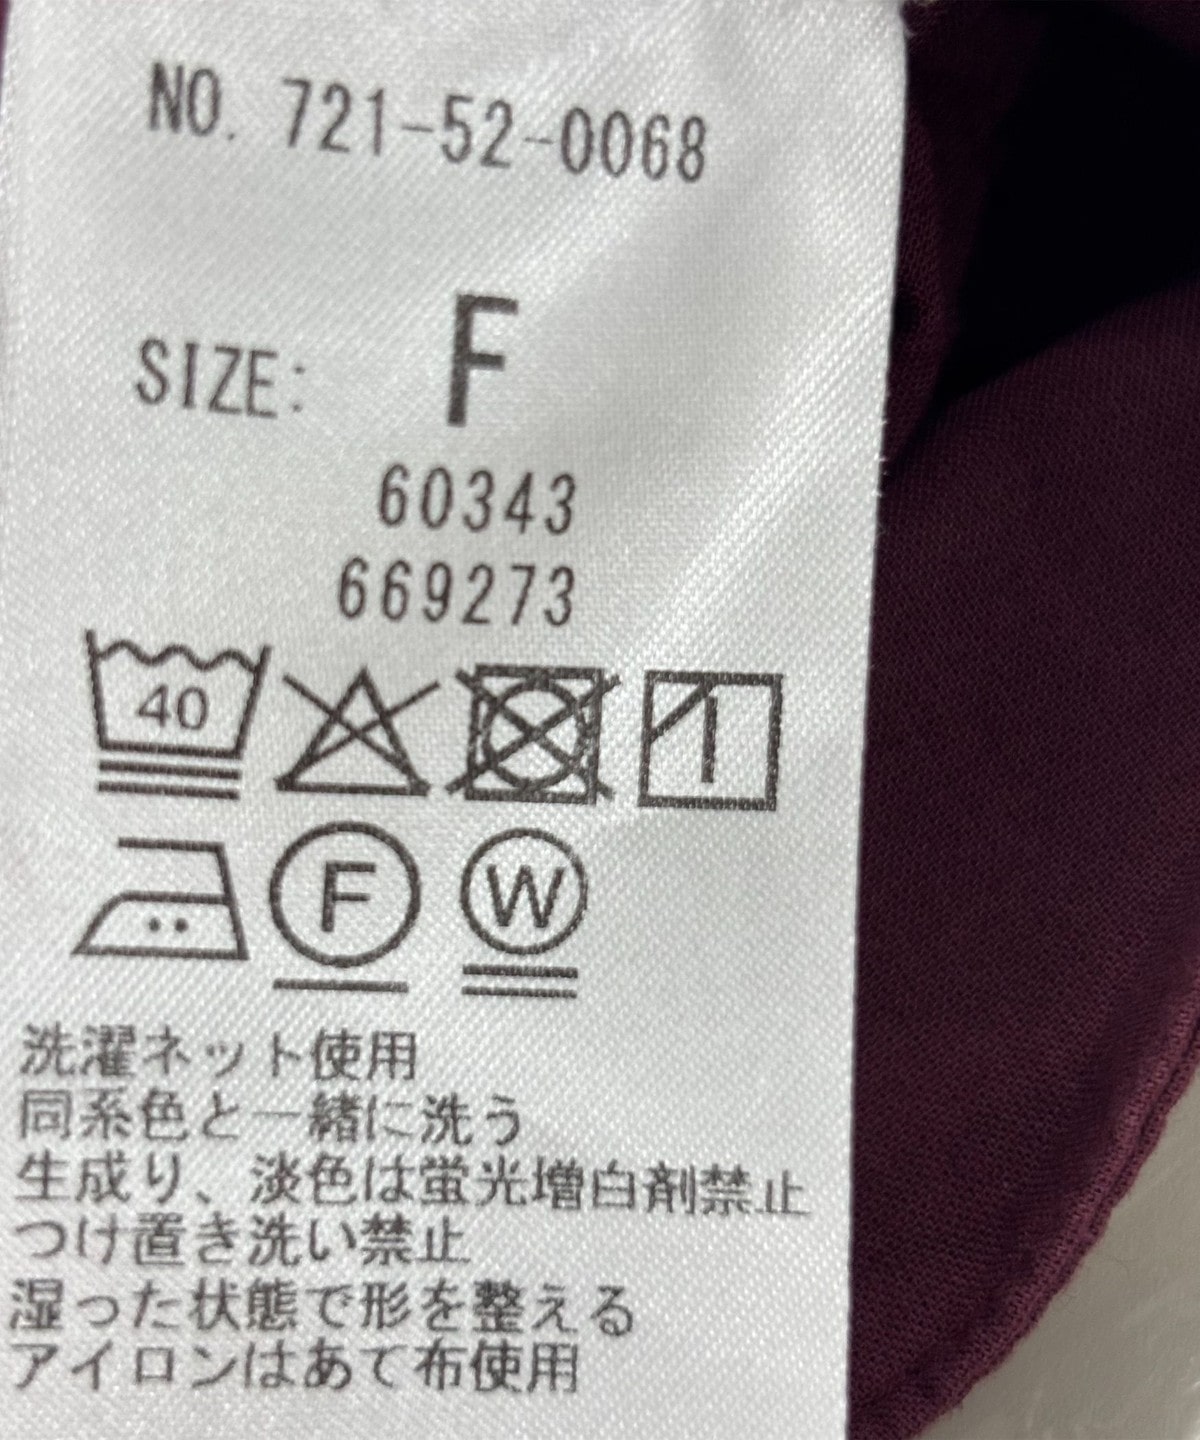 NO. 721-52-0068
SIZE: F
60343
669273
40
F W
洗濯ネット使用
同系色と一緒に洗う
生成り、淡色は蛍光増白剤禁止
つけ置き洗い禁止
湿った状態で形を整える
アイロンはあて布使用